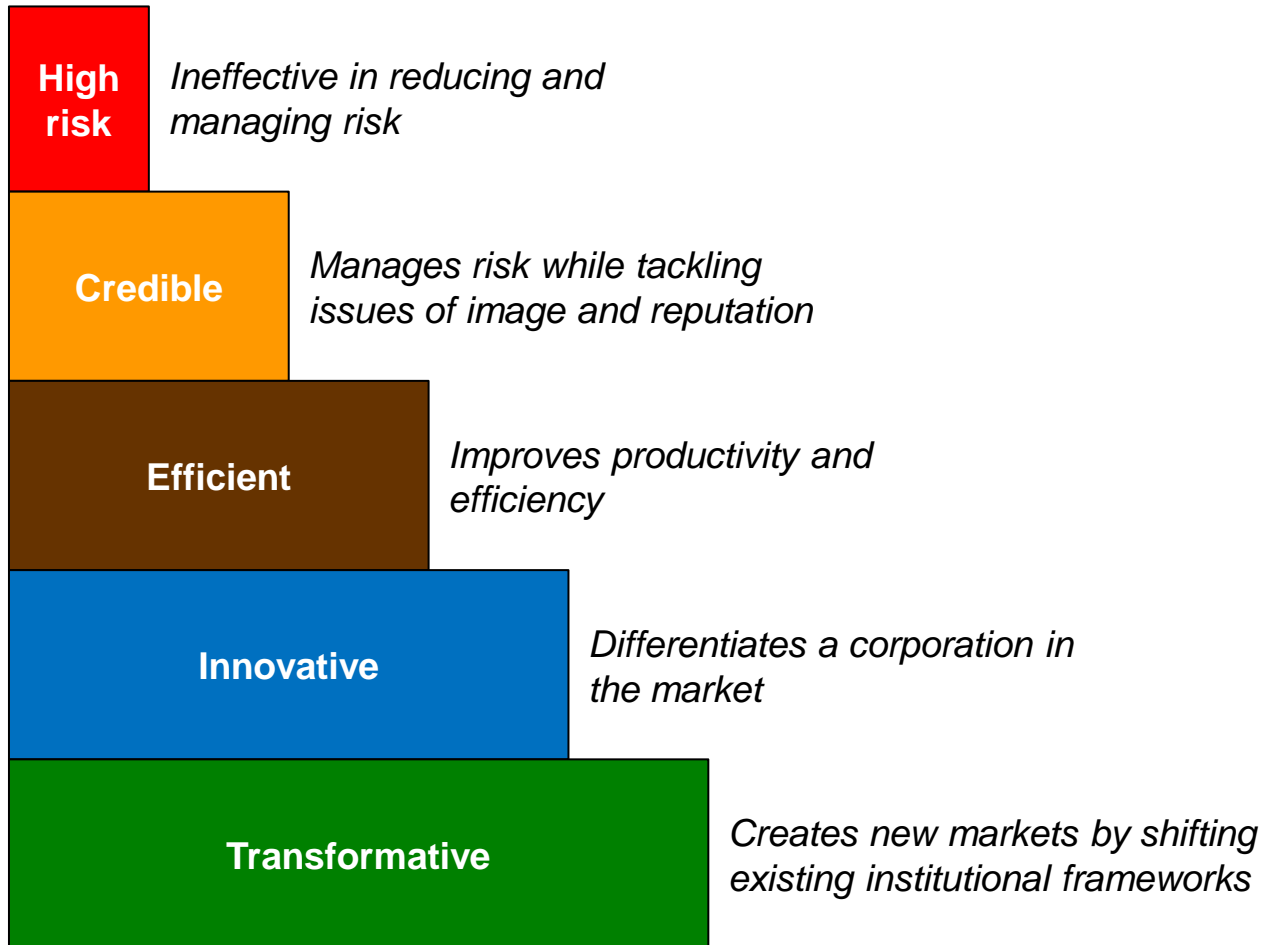 High
risk
Ineffective in reducing and
managing risk
Credible
Manages risk while tackling
issues of image and reputation
Efficient
Improves productivity and
efficiency
Innovative
Differentiates a corporation in
the market
Transformative
Creates new markets by shifting
existing institutional frameworks